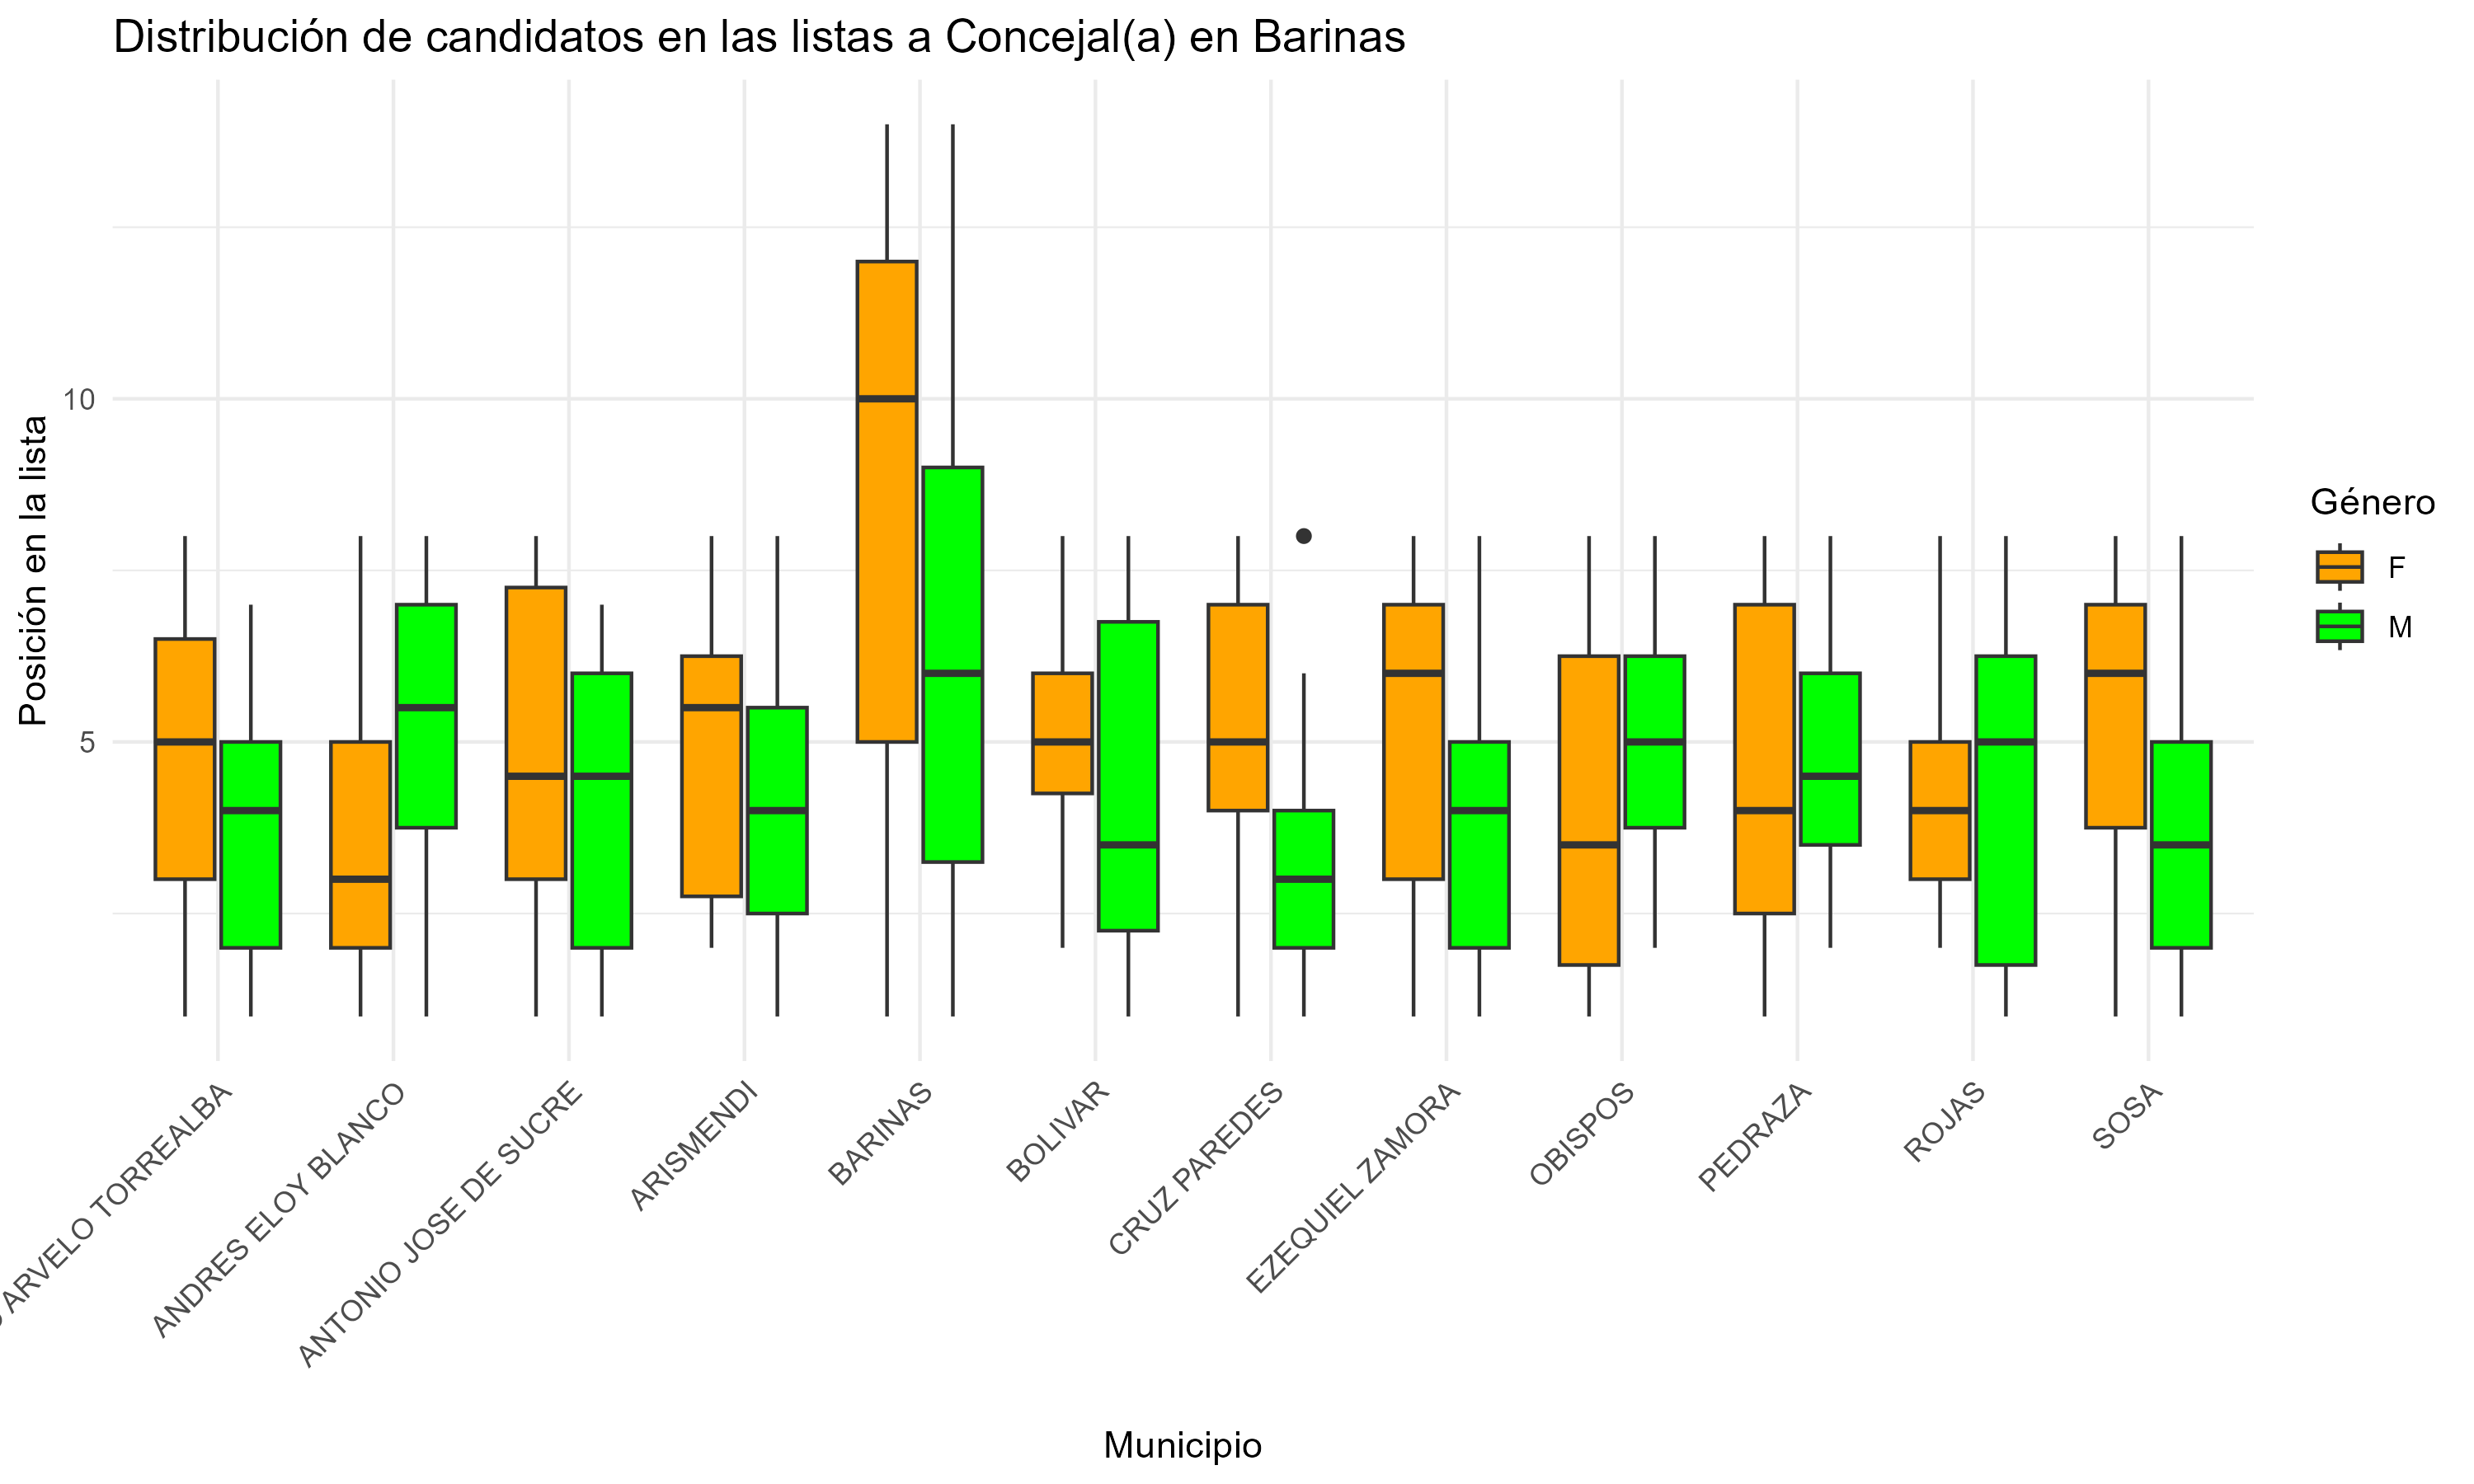 Distribución de candidatos en las listas a Concejal(a) en Barinas
Posición en la lista
10
5
ARVELO TORREALBA
ANDRES ELOY BLANCO
ANTONIO JOSE DE SUCRE
ARISMENDI
BARINAS
BOLIVAR
CRUZ PAREDES
EZEQUIEL ZAMORA
OBISPOS
PEDRAZA
ROJAS
SOSA
Municipio
Género
F
M